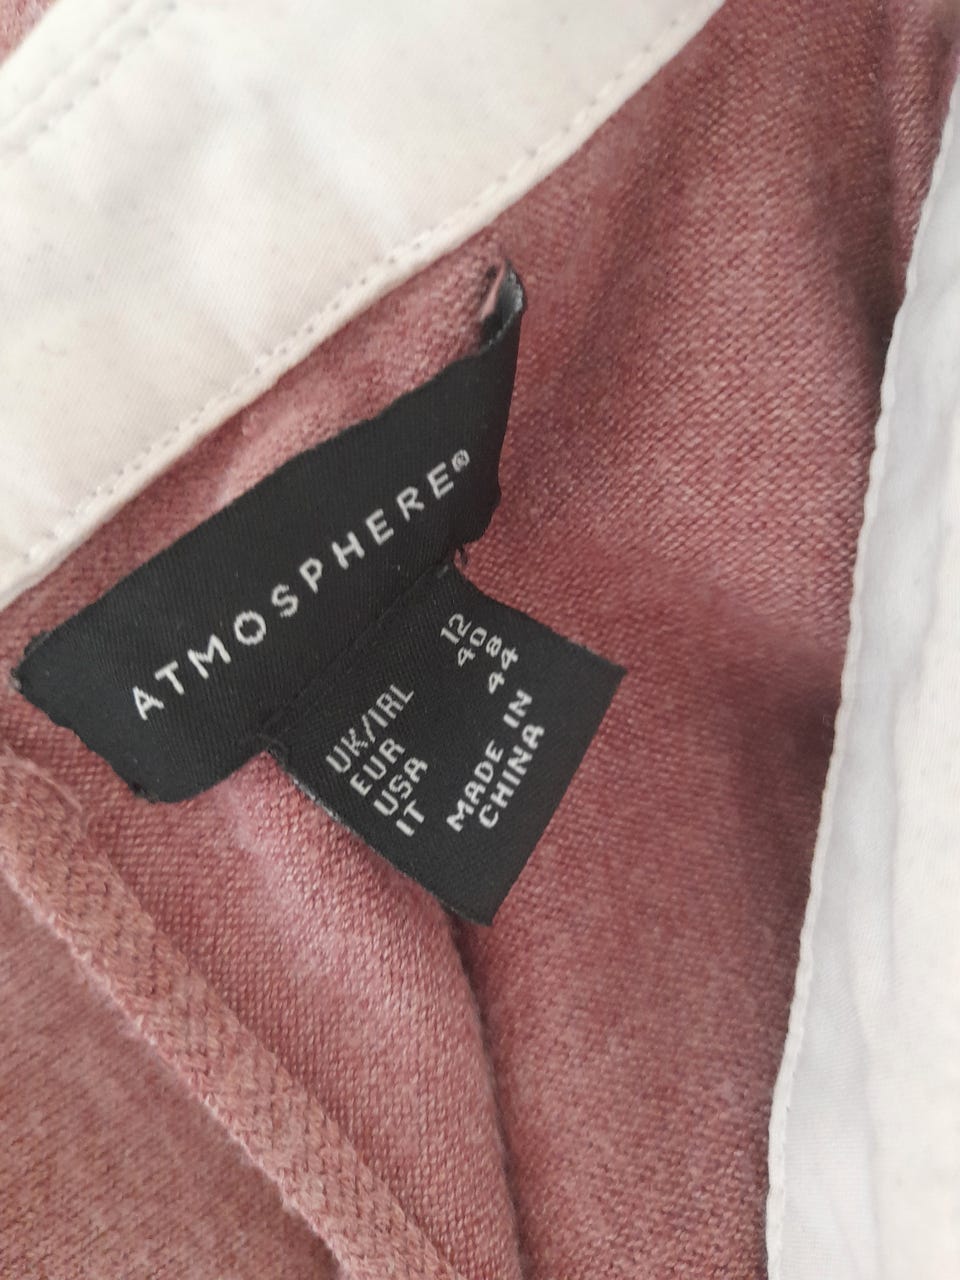 ATMOSPHERE®
UK/IRL 12
EUR 40
USA 8
IT 44
MADE IN
CHINA